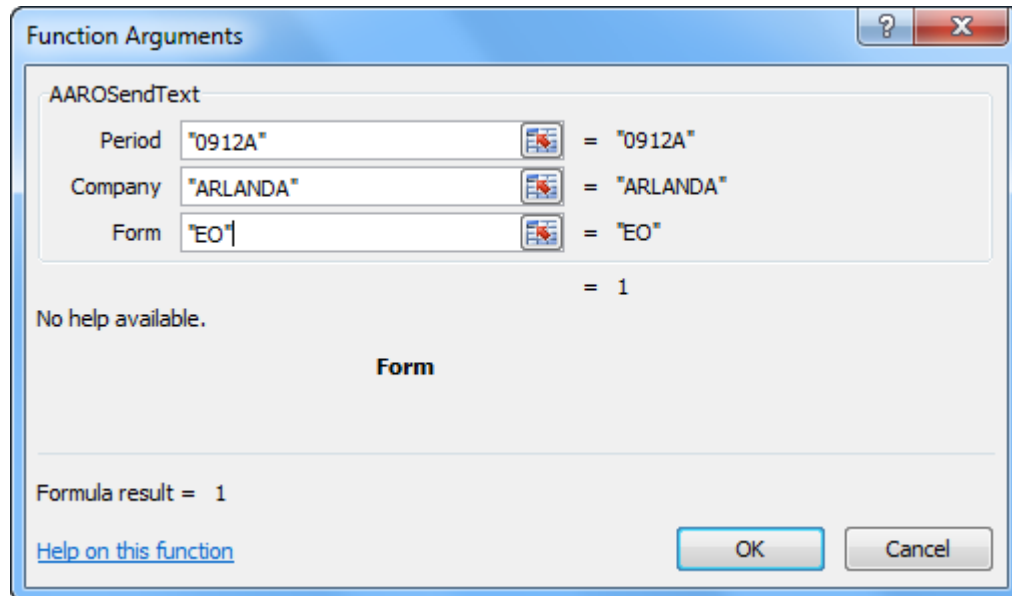 Function Arguments
? X
AAROSendText
Period "0912A" = "0912A"
Company "ARLANDA" = "ARLANDA"
Form "EO" = "EO"
= 1
No help available.
Form
Formula result = 1
Help on this function OK Cancel